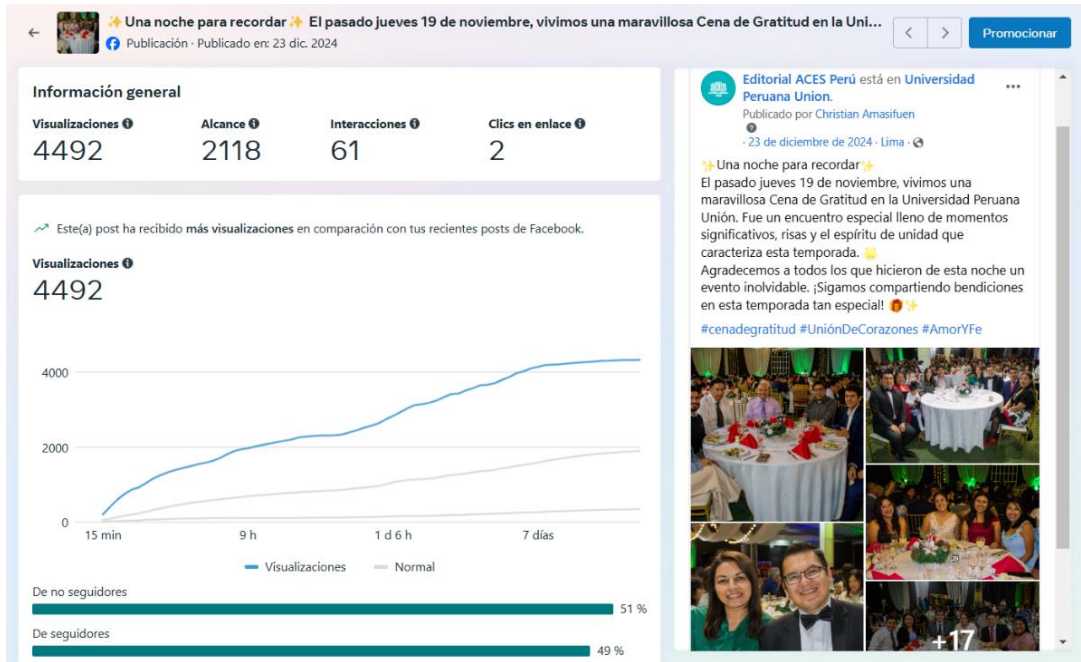 ✨Una noche para recordar✨ El pasado jueves 19 de noviembre, vivimos una maravillosa Cena de Gratitud en la Uni...
Publicación · Publicado en: 23 dic. 2024
Promocionar
Información general
Visualizaciones Alcance Interacciones Clics en enlace
4492 2118 61 2
Este(a) post ha recibido más visualizaciones en comparación con tus recientes posts de Facebook.
Visualizaciones
4492
4000
2000
0
15 min 9 h 1 d 6 h 7 días
Visualizaciones Normal
De no seguidores
51 %
De seguidores
49 %
Editorial ACES Perú está en Universidad
Peruana Union.
Publicado por Christian Amasifuen
· 23 de diciembre de 2024 · Lima ·
✨Una noche para recordar✨
El pasado jueves 19 de noviembre, vivimos una
maravillosa Cena de Gratitud en la Universidad Peruana
Unión. Fue un encuentro especial lleno de momentos
significativos, risas y el espíritu de unidad que
caracteriza esta temporada. 🌟
Agradecemos a todos los que hicieron de esta noche un
evento inolvidable. ¡Sigamos compartiendo bendiciones
en esta temporada tan especial! 🎁✨
#cenadegratitud #UniónDeCorazones #AmorYFe
+17